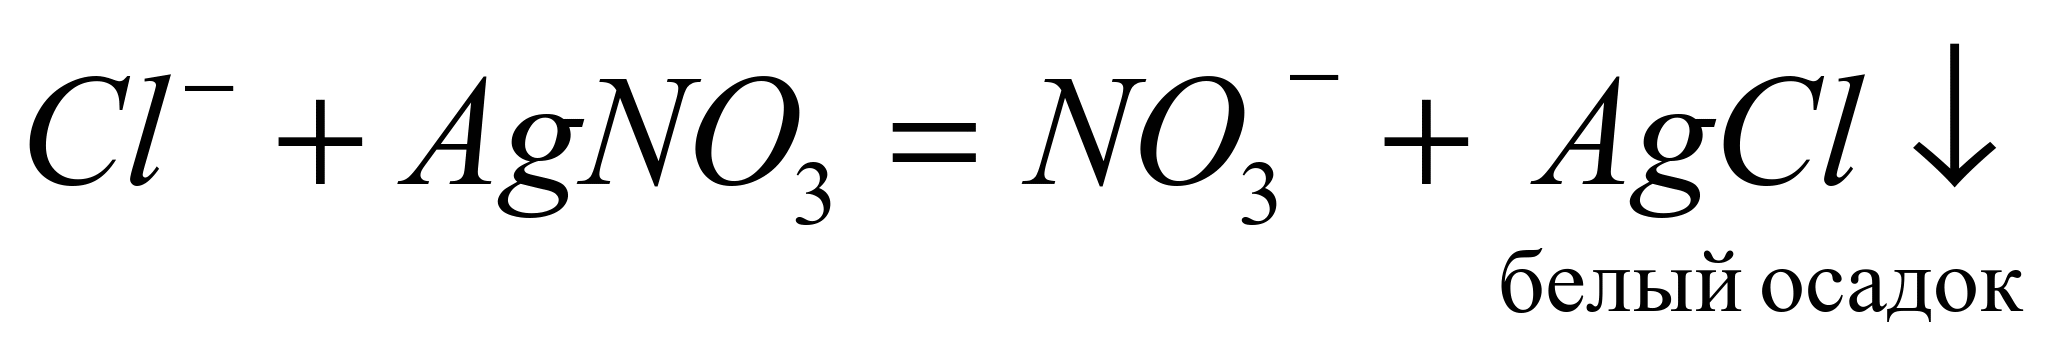 Cl⁻ + AgNO₃ = NO₃⁻ + AgCl↓
белый осадок